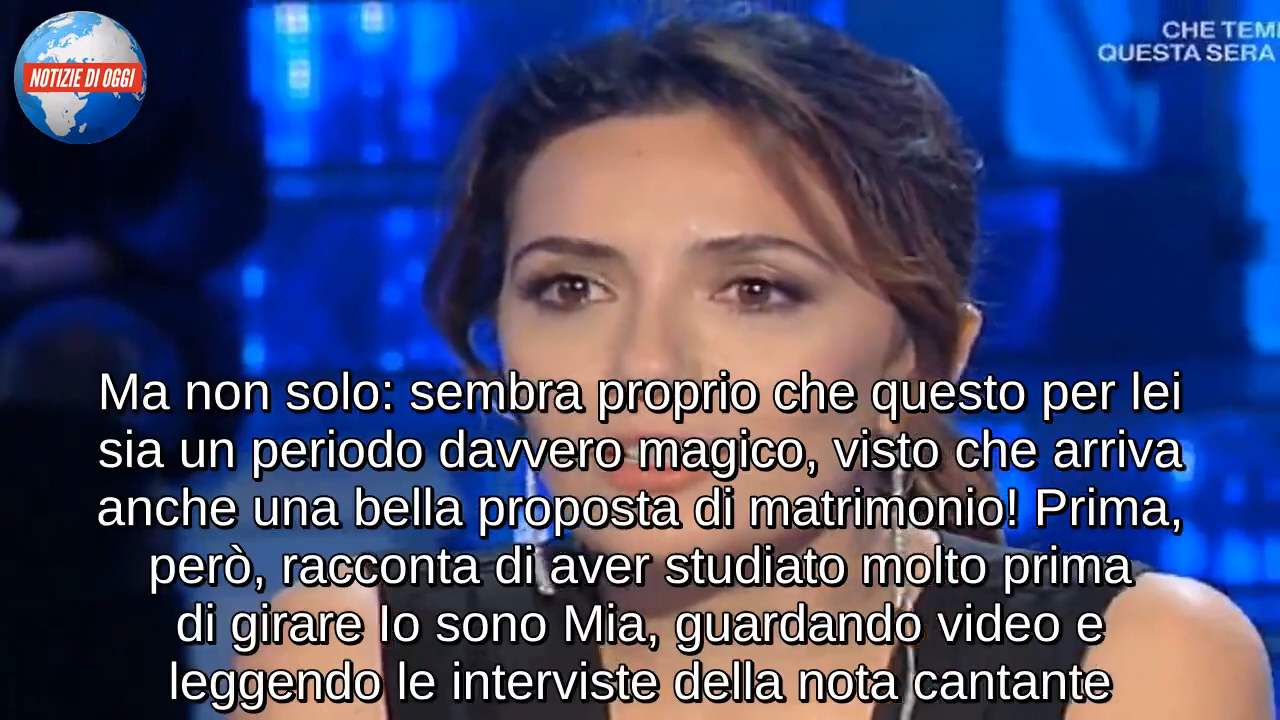 NOTIZIE DI OGGI
CHE TEM
QUESTA SERA
Ma non solo: sembra proprio che questo per lei
sia un periodo davvero magico, visto che arriva
anche una bella proposta di matrimonio! Prima,
però, racconta di aver studiato molto prima
di girare Io sono Mia, guardando video e
leggendo le interviste della nota cantante